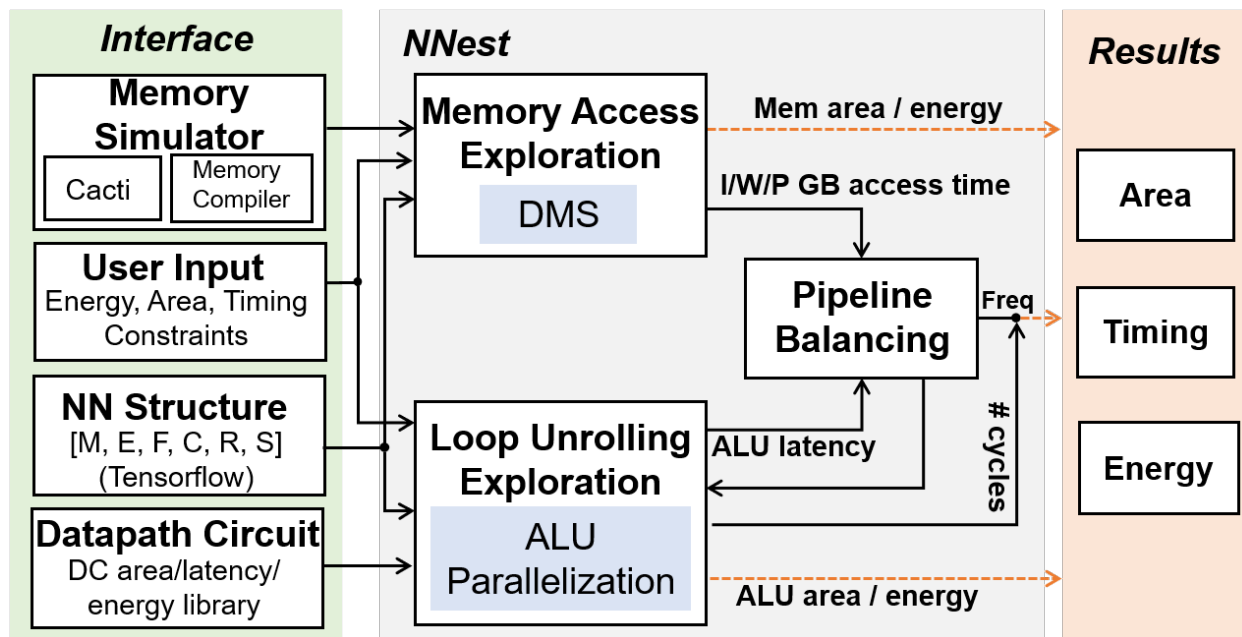 Interface
Memory
Simulator
Cacti
Memory
Compiler
User Input
Energy, Area, Timing
Constraints
NN Structure
[M, E, F, C, R, S]
(Tensorflow)
Datapath Circuit
DC area/latency/
energy library
NNest
Memory Access
Exploration
DMS
Mem area / energy
I/W/P GB access time
Pipeline
Balancing
Freq
# cycles
Loop Unrolling
Exploration
ALU
Parallelization
ALU latency
ALU area / energy
Results
Area
Timing
Energy